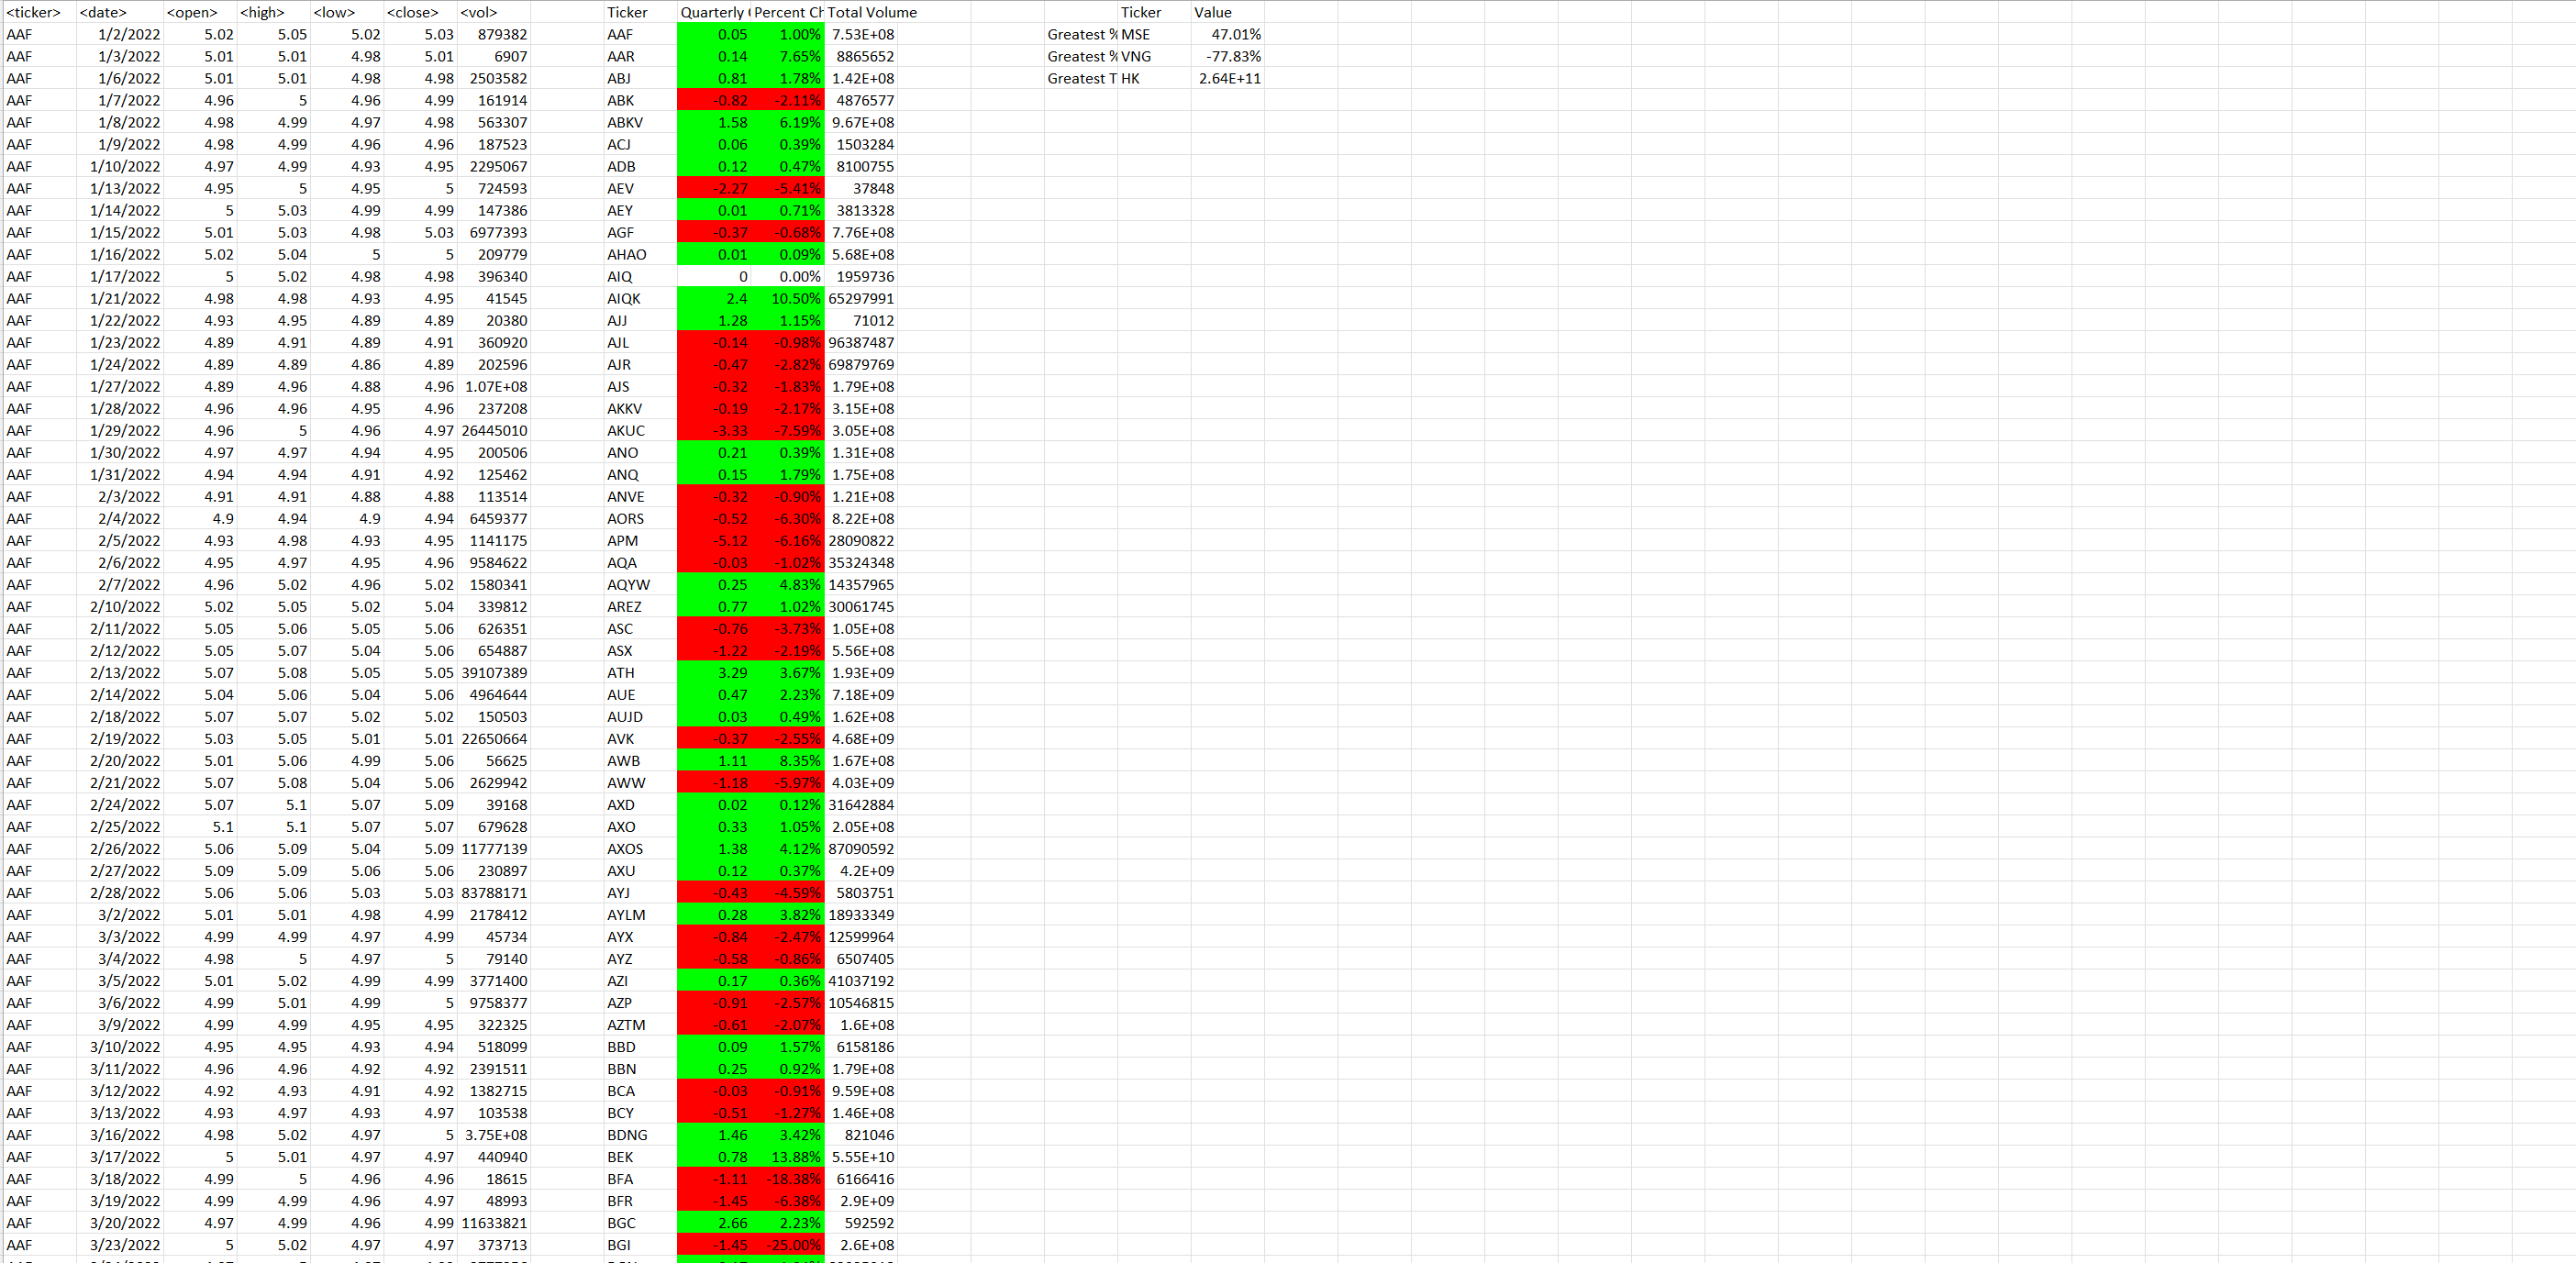 <ticker> <date> <open> <high> <low> <close> <vol> Ticker Quarterly Percent Ch Total Volume Ticker Value
AAF 1/2/2022 5.02 5.05 5.02 5.03 879382 AAF 0.05 1.00% 7.53E+08 Greatest % MSE 47.01%
AAF 1/3/2022 5.01 5.01 4.98 5.01 6907 AAR 0.14 7.65% 8865652 Greatest % VNG -77.83%
AAF 1/6/2022 5.01 5.01 4.98 4.98 2503582 ABJ 0.81 1.78% 1.42E+08 Greatest T HK 2.64E+11
AAF 1/7/2022 4.96 5 4.96 4.99 161914 ABK -0.82 -2.11% 4876577
AAF 1/8/2022 4.98 4.99 4.97 4.98 563307 ABKV 1.58 6.19% 9.67E+08
AAF 1/9/2022 4.98 4.99 4.96 4.96 187523 ACJ 0.06 0.39% 1503284
AAF 1/10/2022 4.97 4.99 4.93 4.95 2295067 ADB 0.12 0.47% 8100755
AAF 1/13/2022 4.95 5 4.95 5 724593 AEV -2.27 -5.41% 37848
AAF 1/14/2022 5 5.03 4.99 4.99 147386 AEY 0.01 0.71% 3813328
AAF 1/15/2022 5.01 5.03 4.98 5.03 6977393 AGF -0.37 -0.68% 7.76E+08
AAF 1/16/2022 5.02 5.04 5 5 209779 AHAO 0.01 0.09% 5.68E+08
AAF 1/17/2022 5 5.02 4.98 4.98 396340 AIQ 0 0.00% 1959736
AAF 1/21/2022 4.98 4.98 4.93 4.95 41545 AIQK 2.4 10.50% 65297991
AAF 1/22/2022 4.93 4.95 4.89 4.89 20380 AJJ 1.28 1.15% 71012
AAF 1/23/2022 4.89 4.91 4.89 4.91 360920 AJL -0.14 -0.98% 96387487
AAF 1/24/2022 4.89 4.89 4.86 4.89 202596 AJR -0.47 -2.82% 69879769
AAF 1/27/2022 4.89 4.96 4.88 4.96 1.07E+08 AJS -0.32 -1.83% 1.79E+08
AAF 1/28/2022 4.96 4.96 4.95 4.96 237208 AKKV -0.19 -2.17% 3.15E+08
AAF 1/29/2022 4.96 5 4.96 4.97 26445010 AKUC -3.33 -7.59% 3.05E+08
AAF 1/30/2022 4.97 4.97 4.94 4.95 200506 ANO 0.21 0.39% 1.31E+08
AAF 1/31/2022 4.94 4.94 4.91 4.92 125462 ANQ 0.15 1.79% 1.75E+08
AAF 2/3/2022 4.91 4.91 4.88 4.88 113514 ANVE -0.32 -0.90% 1.21E+08
AAF 2/4/2022 4.9 4.94 4.9 4.94 6459377 AORS -0.52 -6.30% 8.22E+08
AAF 2/5/2022 4.93 4.98 4.93 4.95 1141175 APM -5.12 -6.16% 28090822
AAF 2/6/2022 4.95 4.97 4.95 4.96 9584622 AQA -0.03 -1.02% 35324348
AAF 2/7/2022 4.96 5.02 4.96 5.02 1580341 AQYW 0.25 4.83% 14357965
AAF 2/10/2022 5.02 5.05 5.02 5.04 339812 AREZ 0.77 1.02% 30061745
AAF 2/11/2022 5.05 5.06 5.05 5.06 626351 ASC -0.76 -3.73% 1.05E+08
AAF 2/12/2022 5.05 5.07 5.04 5.06 654887 ASX -1.22 -2.19% 5.56E+08
AAF 2/13/2022 5.07 5.08 5.05 5.05 39107389 ATH 3.29 3.67% 1.93E+09
AAF 2/14/2022 5.04 5.06 5.04 5.06 4964644 AUE 0.47 2.23% 7.18E+09
AAF 2/18/2022 5.07 5.07 5.02 5.02 150503 AUJD 0.03 0.49% 1.62E+08
AAF 2/19/2022 5.03 5.05 5.01 5.01 22650664 AVK -0.37 -2.55% 4.68E+09
AAF 2/20/2022 5.01 5.06 4.99 5.06 56625 AWB 1.11 8.35% 1.67E+08
AAF 2/21/2022 5.07 5.08 5.04 5.06 2629942 AWW -1.18 -5.97% 4.03E+09
AAF 2/24/2022 5.07 5.1 5.07 5.09 39168 AXD 0.02 0.12% 31642884
AAF 2/25/2022 5.1 5.1 5.07 5.07 679628 AXO 0.33 1.05% 2.05E+08
AAF 2/26/2022 5.06 5.09 5.04 5.09 11777139 AXOS 1.38 4.12% 87090592
AAF 2/27/2022 5.09 5.09 5.06 5.06 230897 AXU 0.12 0.37% 4.2E+09
AAF 2/28/2022 5.06 5.06 5.03 5.03 83788171 AYJ -0.43 -4.59% 5803751
AAF 3/2/2022 5.01 5.01 4.98 4.99 2178412 AYLM 0.28 3.82% 18933349
AAF 3/3/2022 4.99 4.99 4.97 4.99 45734 AYX -0.84 -2.47% 12599964
AAF 3/4/2022 4.98 5 4.97 5 79140 AYZ -0.58 -0.86% 6507405
AAF 3/5/2022 5.01 5.02 4.99 4.99 3771400 AZI 0.17 0.36% 41037192
AAF 3/6/2022 4.99 5.01 4.99 5 9758377 AZP -0.91 -2.57% 10546815
AAF 3/9/2022 4.99 4.99 4.95 4.95 322325 AZTM -0.61 -2.07% 1.6E+08
AAF 3/10/2022 4.95 4.95 4.93 4.94 518099 BBD 0.09 1.57% 6158186
AAF 3/11/2022 4.96 4.96 4.92 4.92 2391511 BBN 0.25 0.92% 1.79E+08
AAF 3/12/2022 4.92 4.93 4.91 4.92 1382715 BCA -0.03 -0.91% 9.59E+08
AAF 3/13/2022 4.93 4.97 4.93 4.97 103538 BCY -0.51 -1.27% 1.46E+08
AAF 3/16/2022 4.98 5.02 4.97 5 3.75E+08 BDNG 1.46 3.42% 821046
AAF 3/17/2022 5 5.01 4.97 4.97 440940 BEK 0.78 13.88% 5.55E+10
AAF 3/18/2022 4.99 5 4.96 4.96 18615 BFA -1.11 -18.38% 6166416
AAF 3/19/2022 4.99 4.99 4.96 4.97 48993 BFR -1.45 -6.38% 2.9E+09
AAF 3/20/2022 4.97 4.99 4.96 4.99 11633821 BGC 2.66 2.23% 592592
AAF 3/23/2022 5 5.02 4.97 4.97 373713 BGI -1.45 -25.00% 2.6E+08